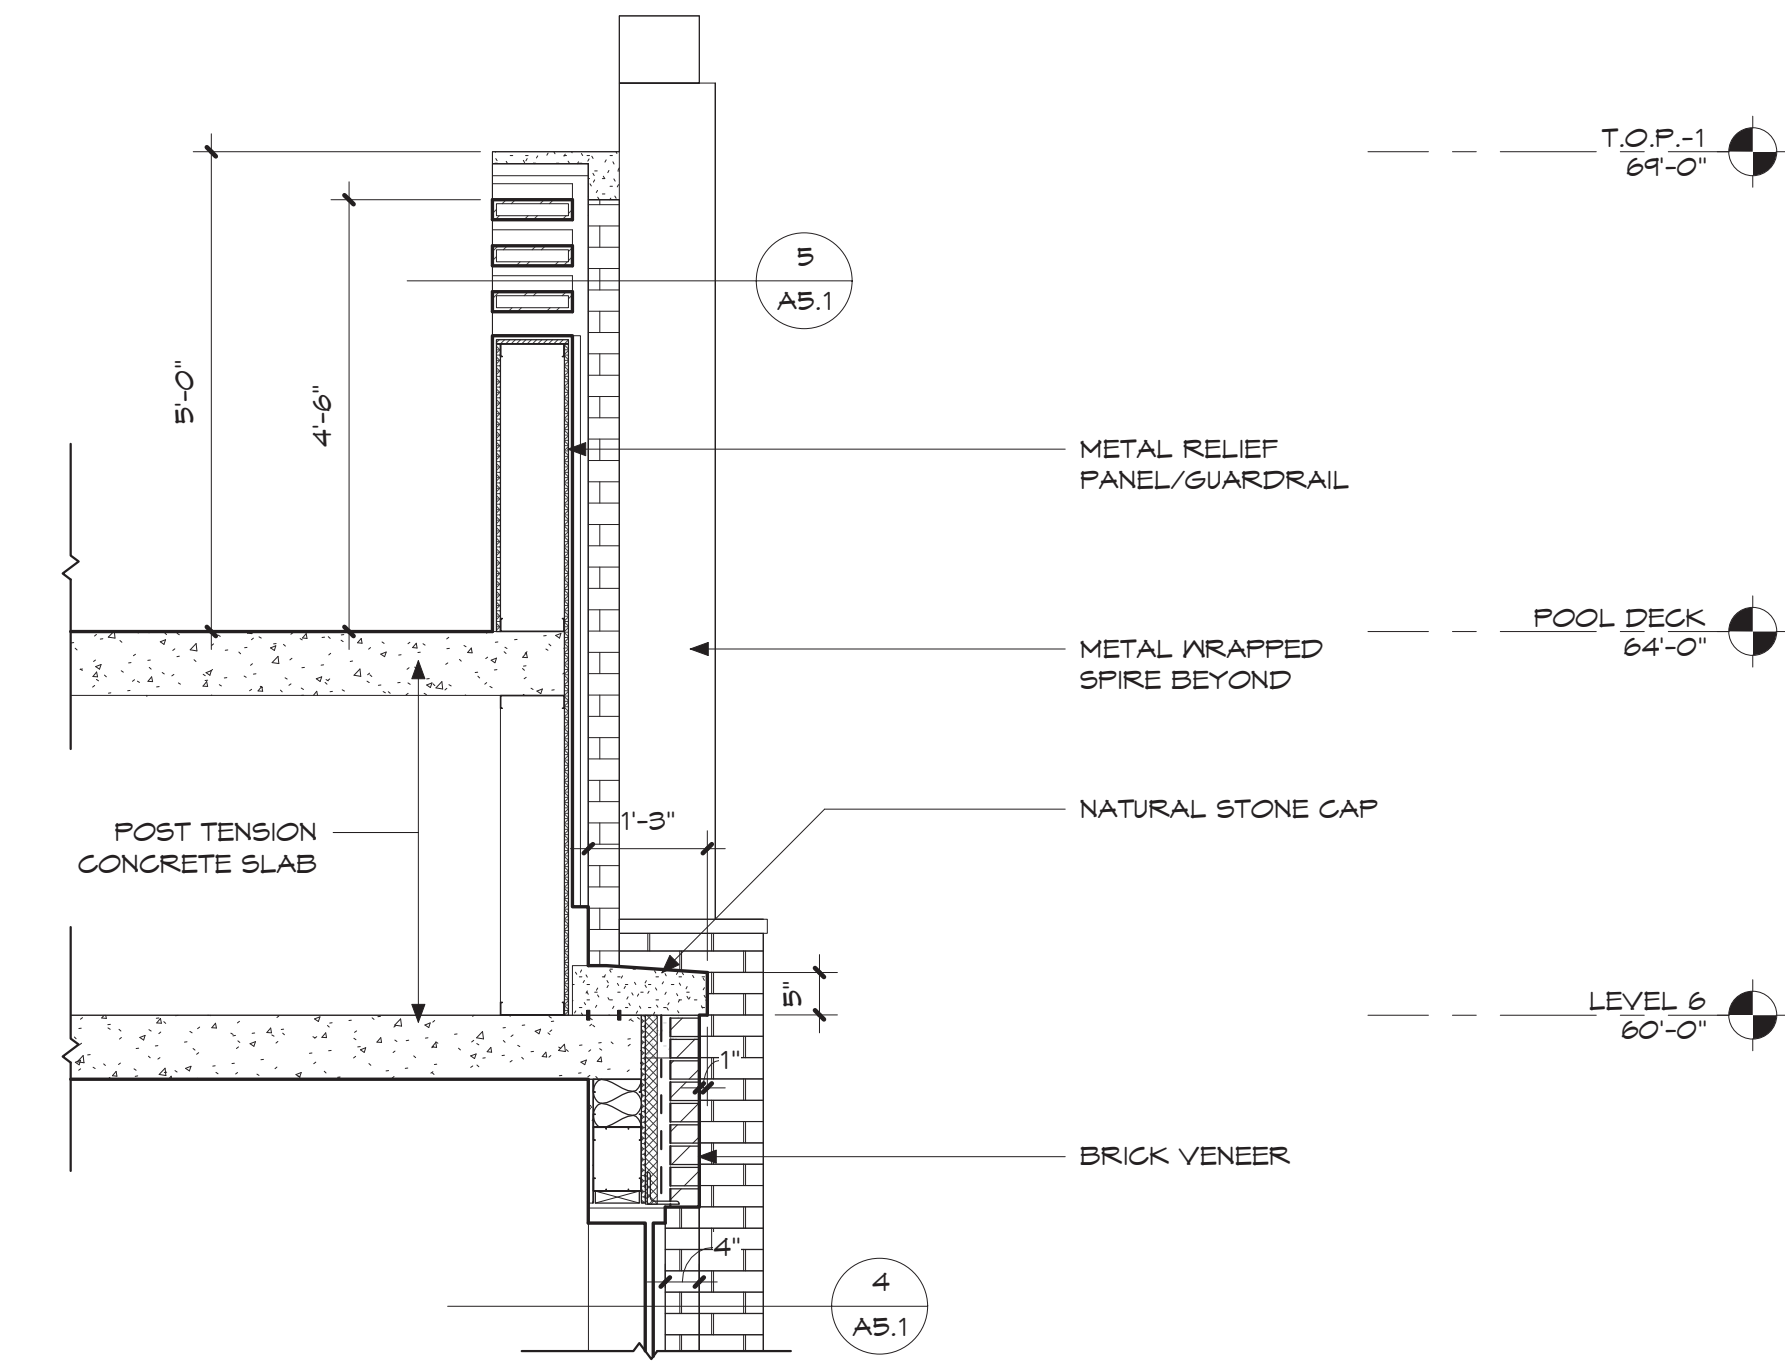 T.O.P.-1
69'-0"
5
A5.1
5'-0"
4'-6"
METAL RELIEF
PANEL/GUARDRAIL
POOL DECK
64'-0"
METAL WRAPPED
SPIRE BEYOND
NATURAL STONE CAP
1'-3"
POST TENSION
CONCRETE SLAB
5"
LEVEL 6
60'-0"
1"
BRICK VENEER
4"
4
A5.1